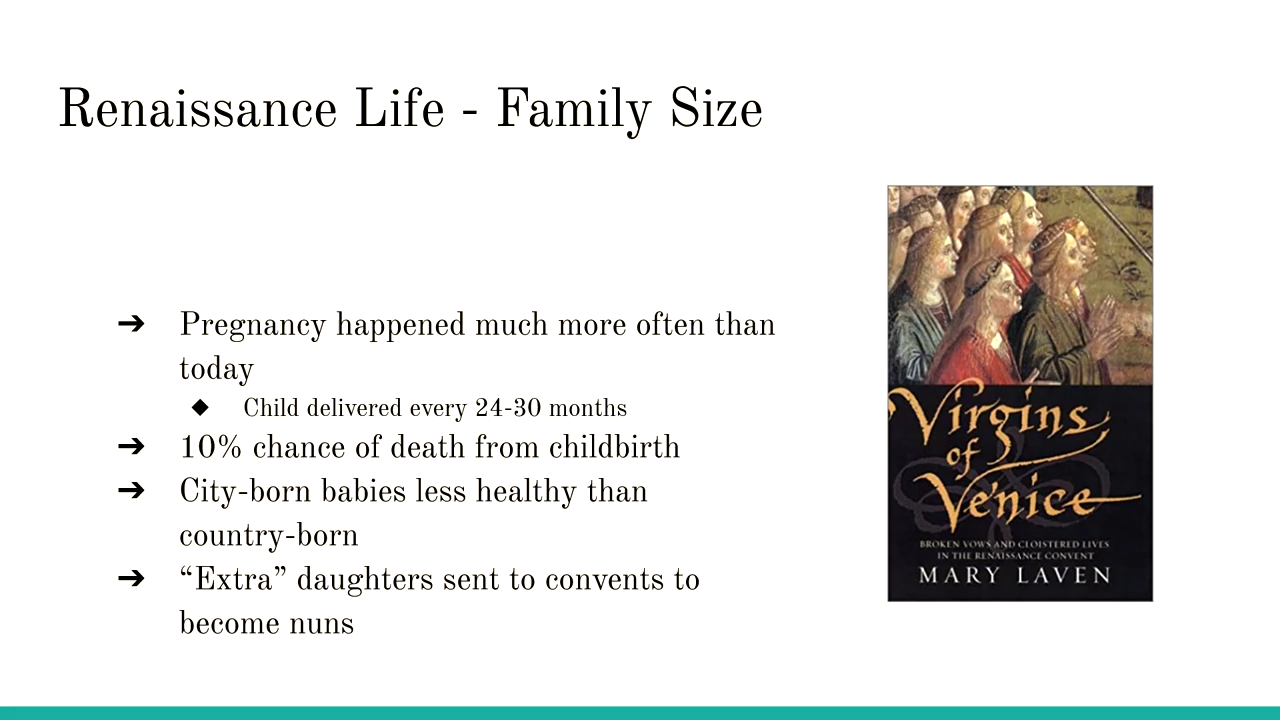 Renaissance Life - Family Size
➔ Pregnancy happened much more often than
today
◆ Child delivered every 24-30 months
➔ 10% chance of death from childbirth
➔ City-born babies less healthy than
country-born
➔ “Extra” daughters sent to convents to
become nuns
Virgins
of
Venice
BROKEN VOWS AND CLOISTERED LIVES
IN THE RENAISSANCE CONVENT
MARY LAVEN